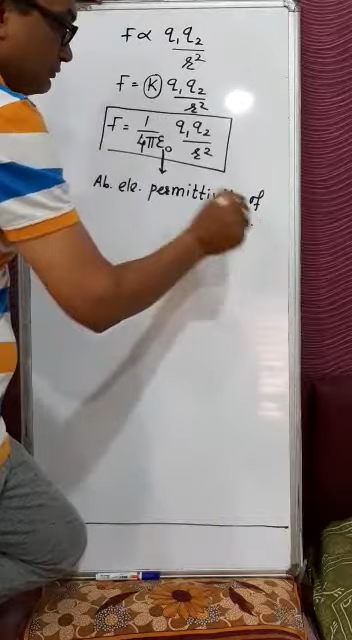 F ∝ q₁q₂/r²
F = K q₁q₂/r²
F = 1/4πε₀ q₁q₂/r²
Ab. ele. of